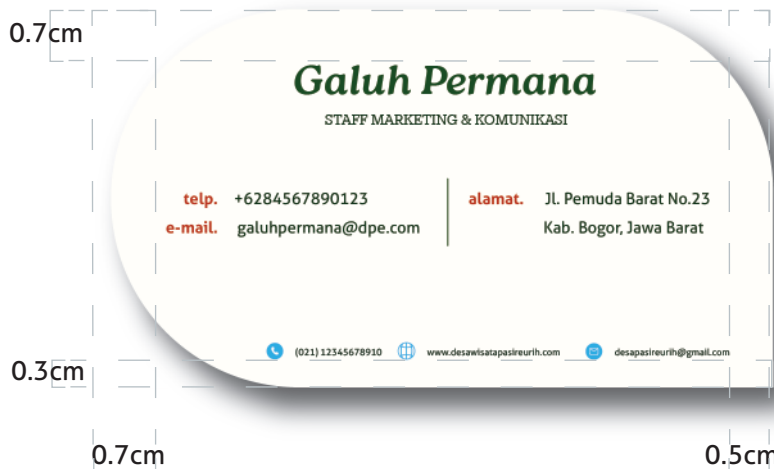 0.7cm
Galuh Permana
STAFF MARKETING & KOMUNIKASI
telp. +6284567890123
e-mail. galuhpermana@dpe.com
alamat. Jl. Pemuda Barat No.23
Kab. Bogor, Jawa Barat
(021) 12345678910 www.desawisatapasireurih.com desapasireurih@gmail.com
0.3cm
0.7cm 0.5cm